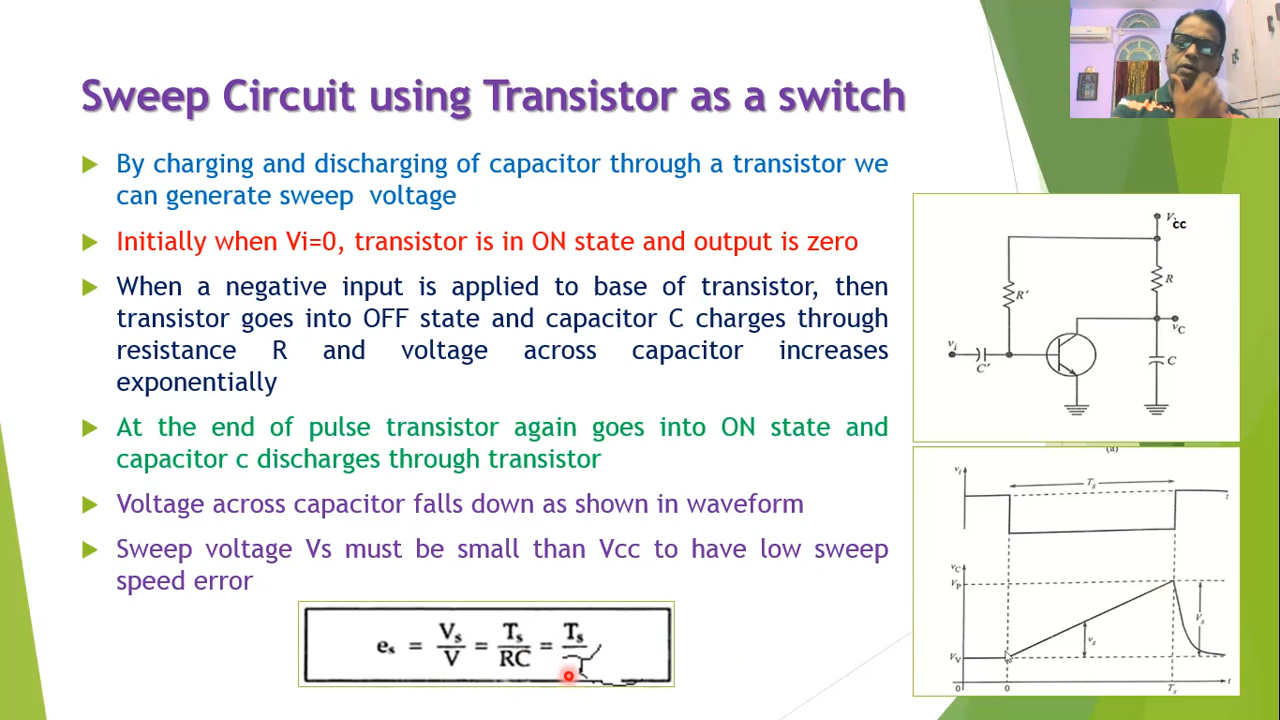 Sweep Circuit using Transistor as a switch
By charging and discharging of capacitor through a transistor we
can generate sweep voltage
Initially when Vi=0, transistor is in ON state and output is zero
When a negative input is applied to base of transistor, then
transistor goes into OFF state and capacitor C charges through
resistance R and voltage across capacitor increases
exponentially
At the end of pulse transistor again goes into ON state and
capacitor c discharges through transistor
Voltage across capacitor falls down as shown in waveform
Sweep voltage Vs must be small than Vcc to have low sweep
speed error
es = Vs/V = Ts/RC = Ts
Vcc
R
R'
vC
vi
C'
C
(a)
vi
Ts
t
vC
VP
Vs
vs
VV
0
0
Ts
t